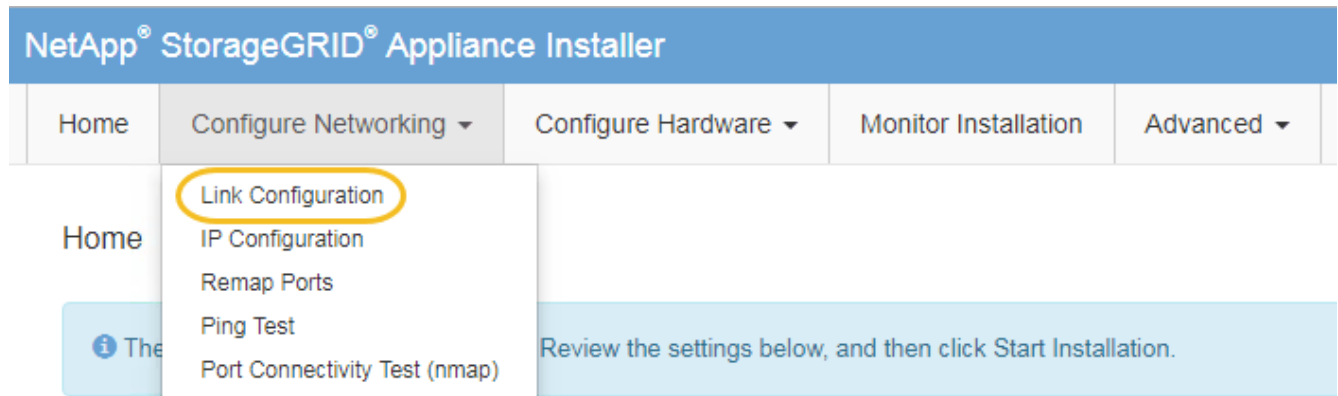 NetApp® StorageGRID® Appliance Installer
Home Configure Networking Configure Hardware Monitor Installation Advanced
Link Configuration
Home IP Configuration
Remap Ports
Ping Test
The Review the settings below, and then click Start Installation.
Port Connectivity Test (nmap)